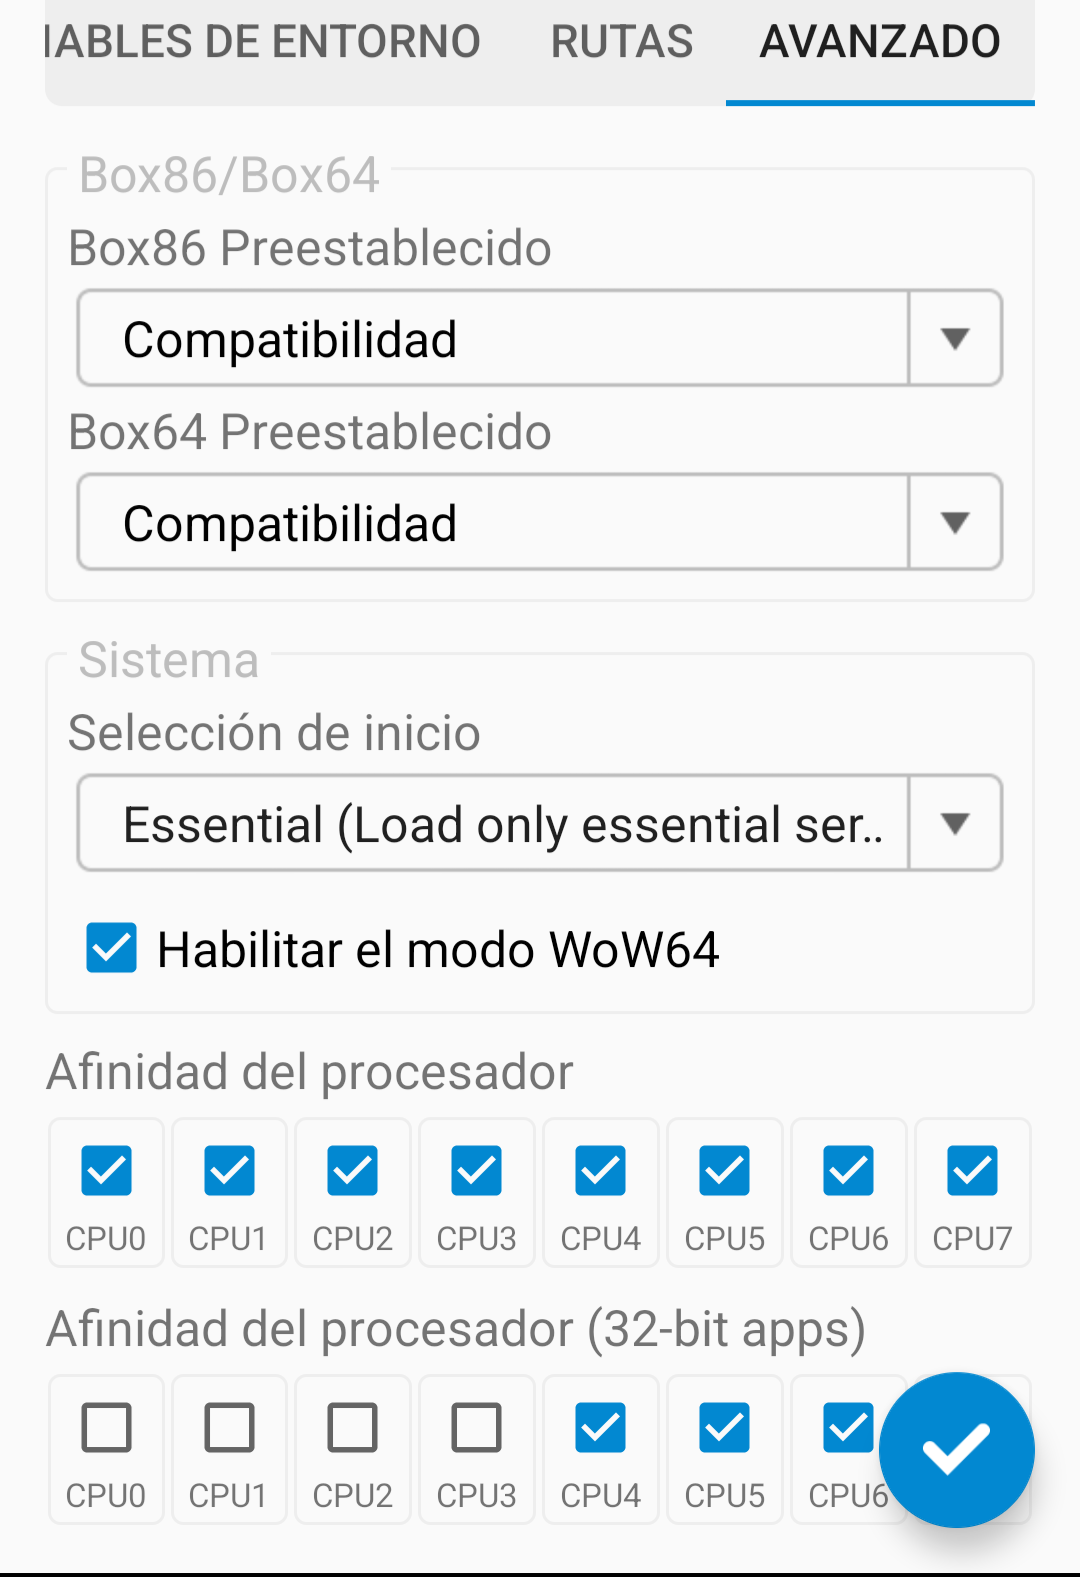 IABLES DE ENTORNO RUTAS AVANZADO
Box86/Box64
Box86 Preestablecido
Compatibilidad
Box64 Preestablecido
Compatibilidad
Sistema
Selección de inicio
Essential (Load only essential ser..
Habilitar el modo WoW64
Afinidad del procesador
CPU0 CPU1 CPU2 CPU3 CPU4 CPU5 CPU6 CPU7
Afinidad del procesador (32-bit apps)
CPU0 CPU1 CPU2 CPU3 CPU4 CPU5 CPU6